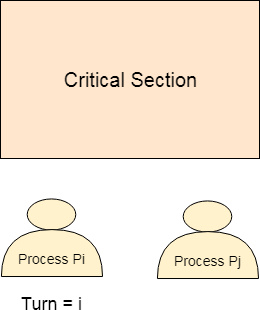 Critical Section
Process Pi
Process Pj
Turn = i